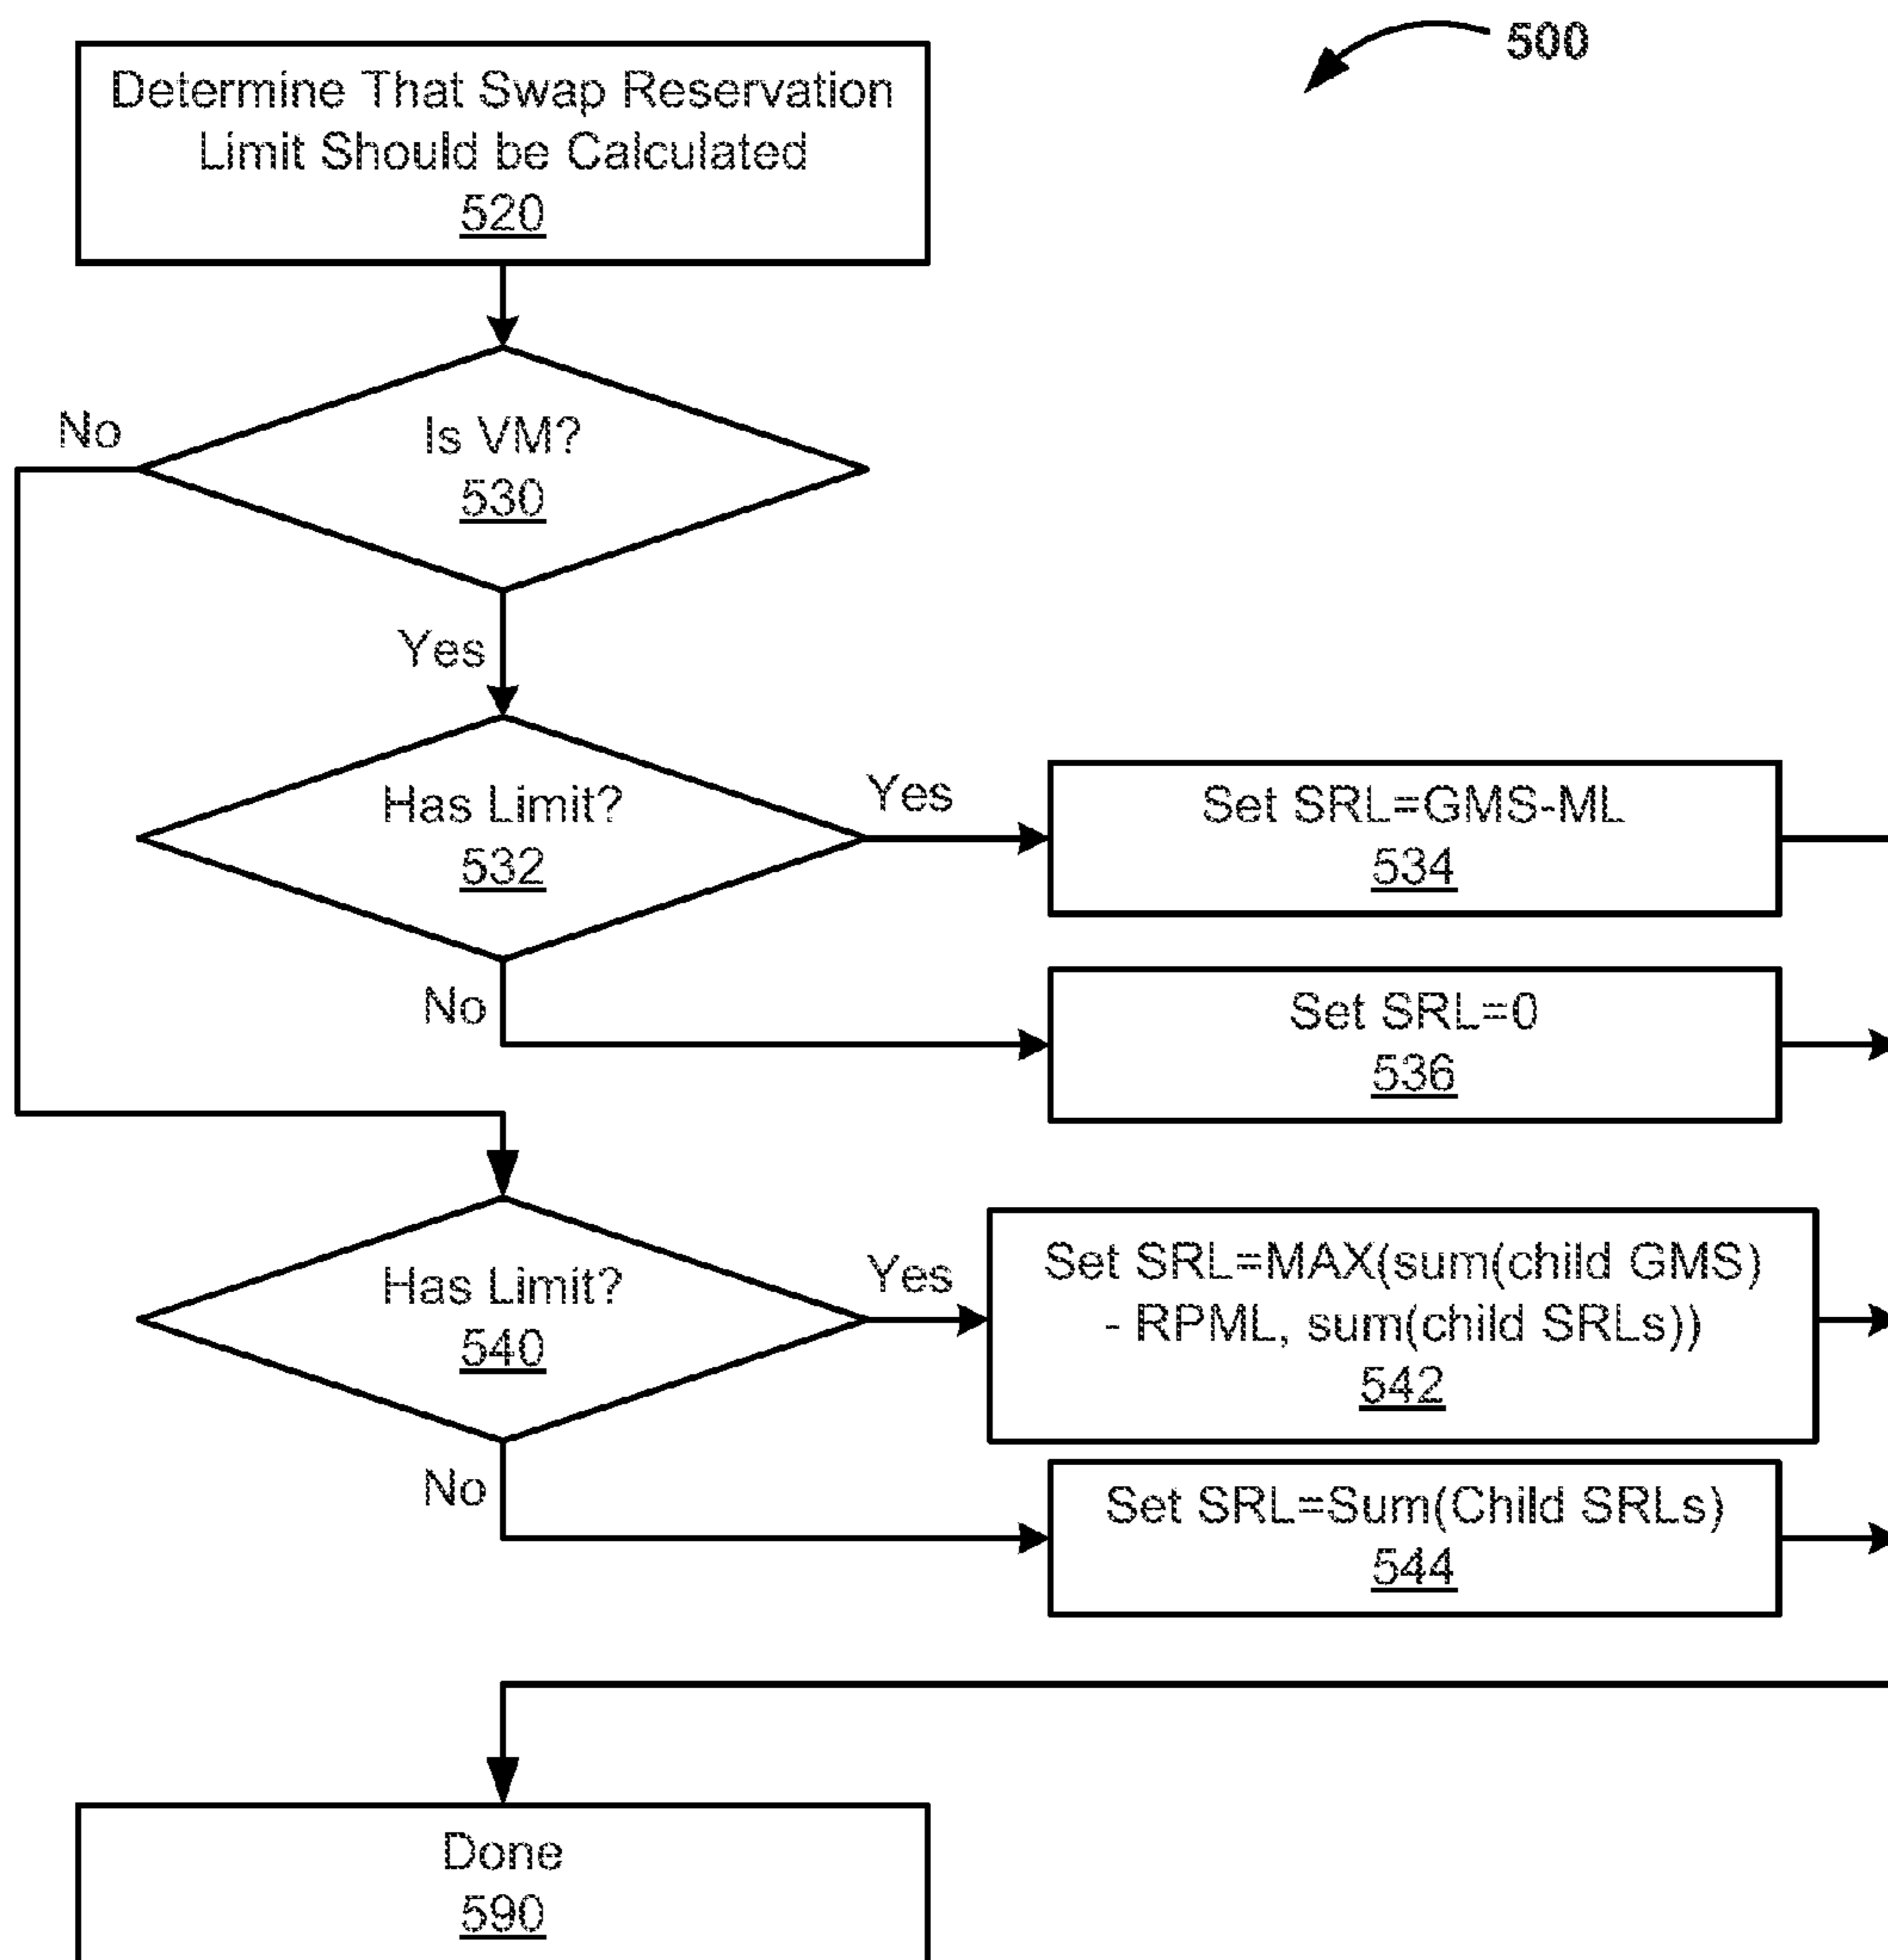 500
Determine That Swap Reservation
Limit Should be Calculated
520
No
Is VM?
530
Yes
Has Limit?
532
Yes
Set SRL=GMS-ML
534
No
Set SRL=0
536
Has Limit?
540
Yes
Set SRL=MAX(sum(child GMS)
- RPML, sum(child SRLs))
542
No
Set SRL=Sum(Child SRLs)
544
Done
590